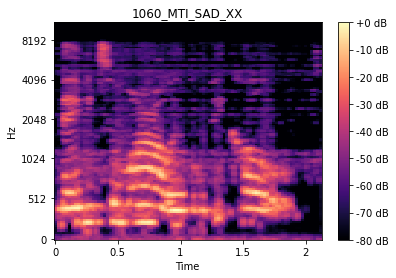 1060_MTI_SAD_XX
8192
4096
2048
1024
512
0
Hz
0
0.5
1
1.5
2
Time
+0 dB
-10 dB
-20 dB
-30 dB
-40 dB
-50 dB
-60 dB
-70 dB
-80 dB